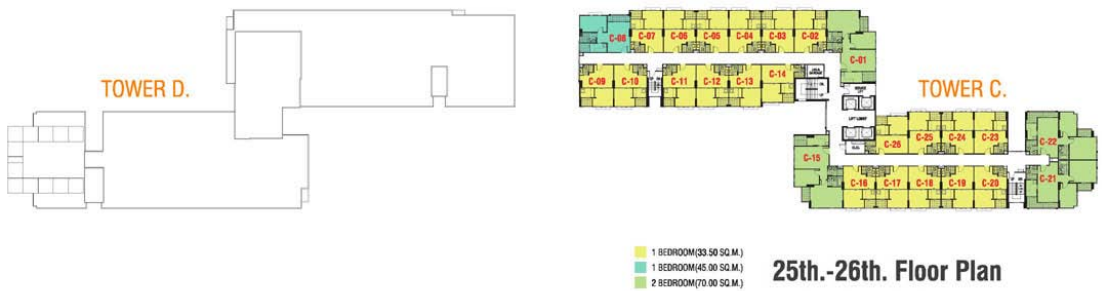 C-08 C-07 C-06 C-05 C-04 C-03 C-02
C-01
C-09 C-10 C-11 C-12 C-13 C-14
TOWER D.
TOWER C.
LIFT LOBBY
C-26 C-25 C-24 C-23
C-22
C-15
C-16 C-17 C-18 C-19 C-20
C-21
1 BEDROOM(33.50 SQ.M.)
1 BEDROOM(45.00 SQ.M.)
2 BEDROOM(70.00 SQ.M.)
25th.-26th. Floor Plan